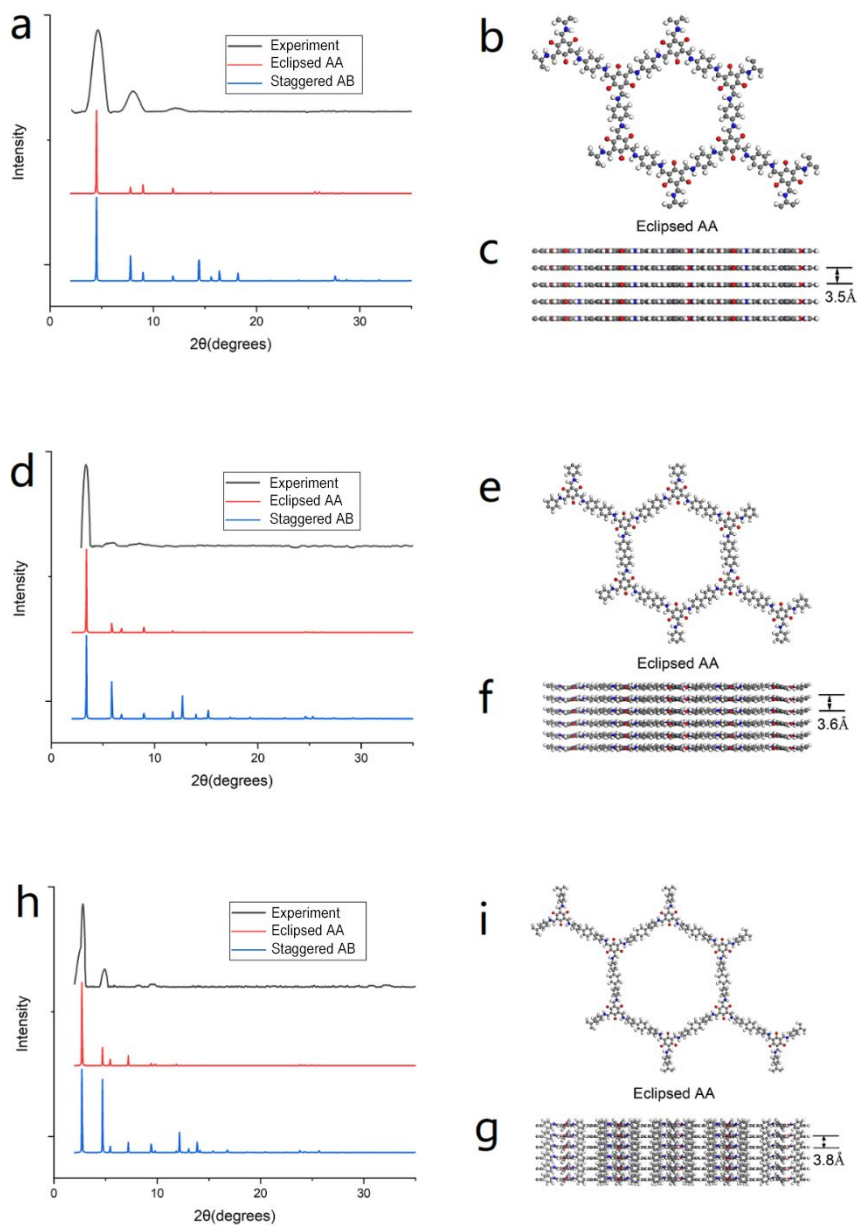 a
Experiment
Eclipsed AA
Staggered AB
Intensity
0
10
20
30
2θ(degrees)
b
Eclipsed AA
c
3.5Å
d
Experiment
Eclipsed AA
Staggered AB
Intensity
0
10
20
30
2θ(degrees)
e
Eclipsed AA
f
3.6Å
h
Experiment
Eclipsed AA
Staggered AB
Intensity
0
10
20
30
2θ(degrees)
i
Eclipsed AA
g
3.8Å